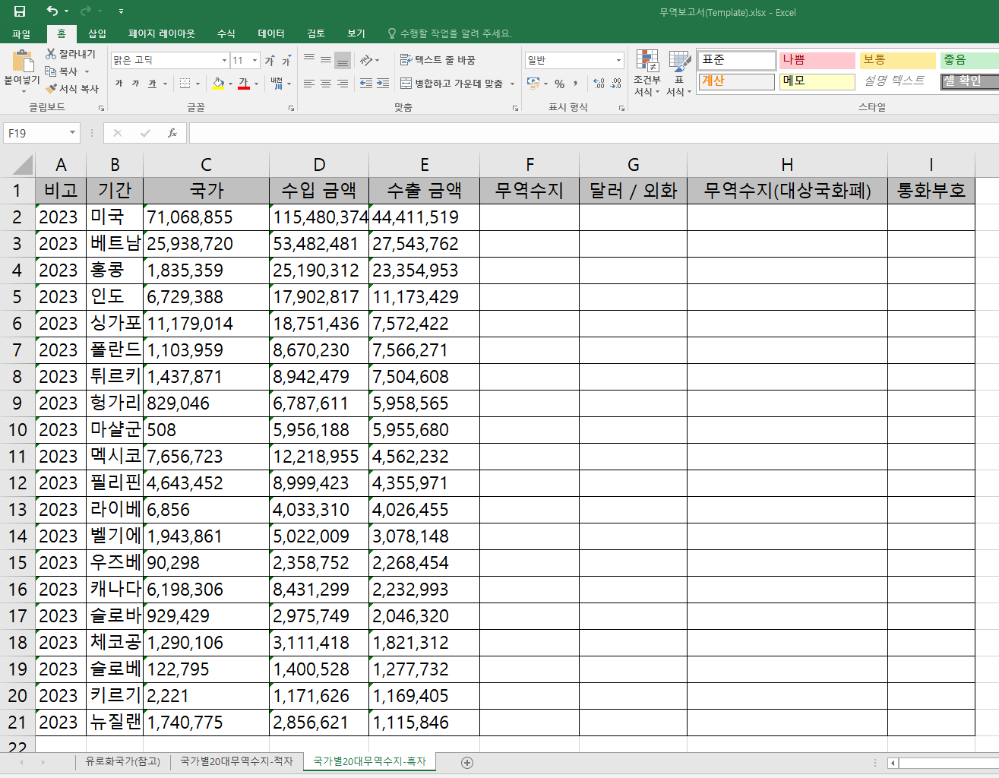 무역보고서(Template).xlsx - Excel
파일 홈 삽입 페이지 레이아웃 수식 데이터 검토 보기 수행할 작업을 알려 주세요.
붙여넣기 잘라내기 복사 서식 복사
맑은 고딕 11 가 가
가 가 가 가 내천
텍스트 줄 바꿈
병합하고 가운데 맞춤
일반
% , .00 .0
조건부 서식 표 서식
표준 나쁨 보통 좋음
계산 메모 설명 텍스트 셀 확인
클립보드 글꼴 맞춤 표시 형식 스타일
F19 fx
A B C D E F G H I
1 비고 기간 국가 수입 금액 수출 금액 무역수지 달러 / 외화 무역수지(대상국화폐) 통화부호
2 2023 미국 71,068,855 115,480,374 44,411,519
3 2023 베트남 25,938,720 53,482,481 27,543,762
4 2023 홍콩 1,835,359 25,190,312 23,354,953
5 2023 인도 6,729,388 17,902,817 11,173,429
6 2023 싱가포 11,179,014 18,751,436 7,572,422
7 2023 폴란드 1,103,959 8,670,230 7,566,271
8 2023 튀르키 1,437,871 8,942,479 7,504,608
9 2023 헝가리 829,046 6,787,611 5,958,565
10 2023 마샬군 508 5,956,188 5,955,680
11 2023 멕시코 7,656,723 12,218,955 4,562,232
12 2023 필리핀 4,643,452 8,999,423 4,355,971
13 2023 라이베 6,856 4,033,310 4,026,455
14 2023 벨기에 1,943,861 5,022,009 3,078,148
15 2023 우즈베 90,298 2,358,752 2,268,454
16 2023 캐나다 6,198,306 8,431,299 2,232,993
17 2023 슬로바 929,429 2,975,749 2,046,320
18 2023 체코공 1,290,106 3,111,418 1,821,312
19 2023 슬로베 122,795 1,400,528 1,277,732
20 2023 키르기 2,221 1,171,626 1,169,405
21 2023 뉴질랜 1,740,775 2,856,621 1,115,846
22
유로화국가(참고) 국가별20대무역수지-적자 국가별20대무역수지-흑자